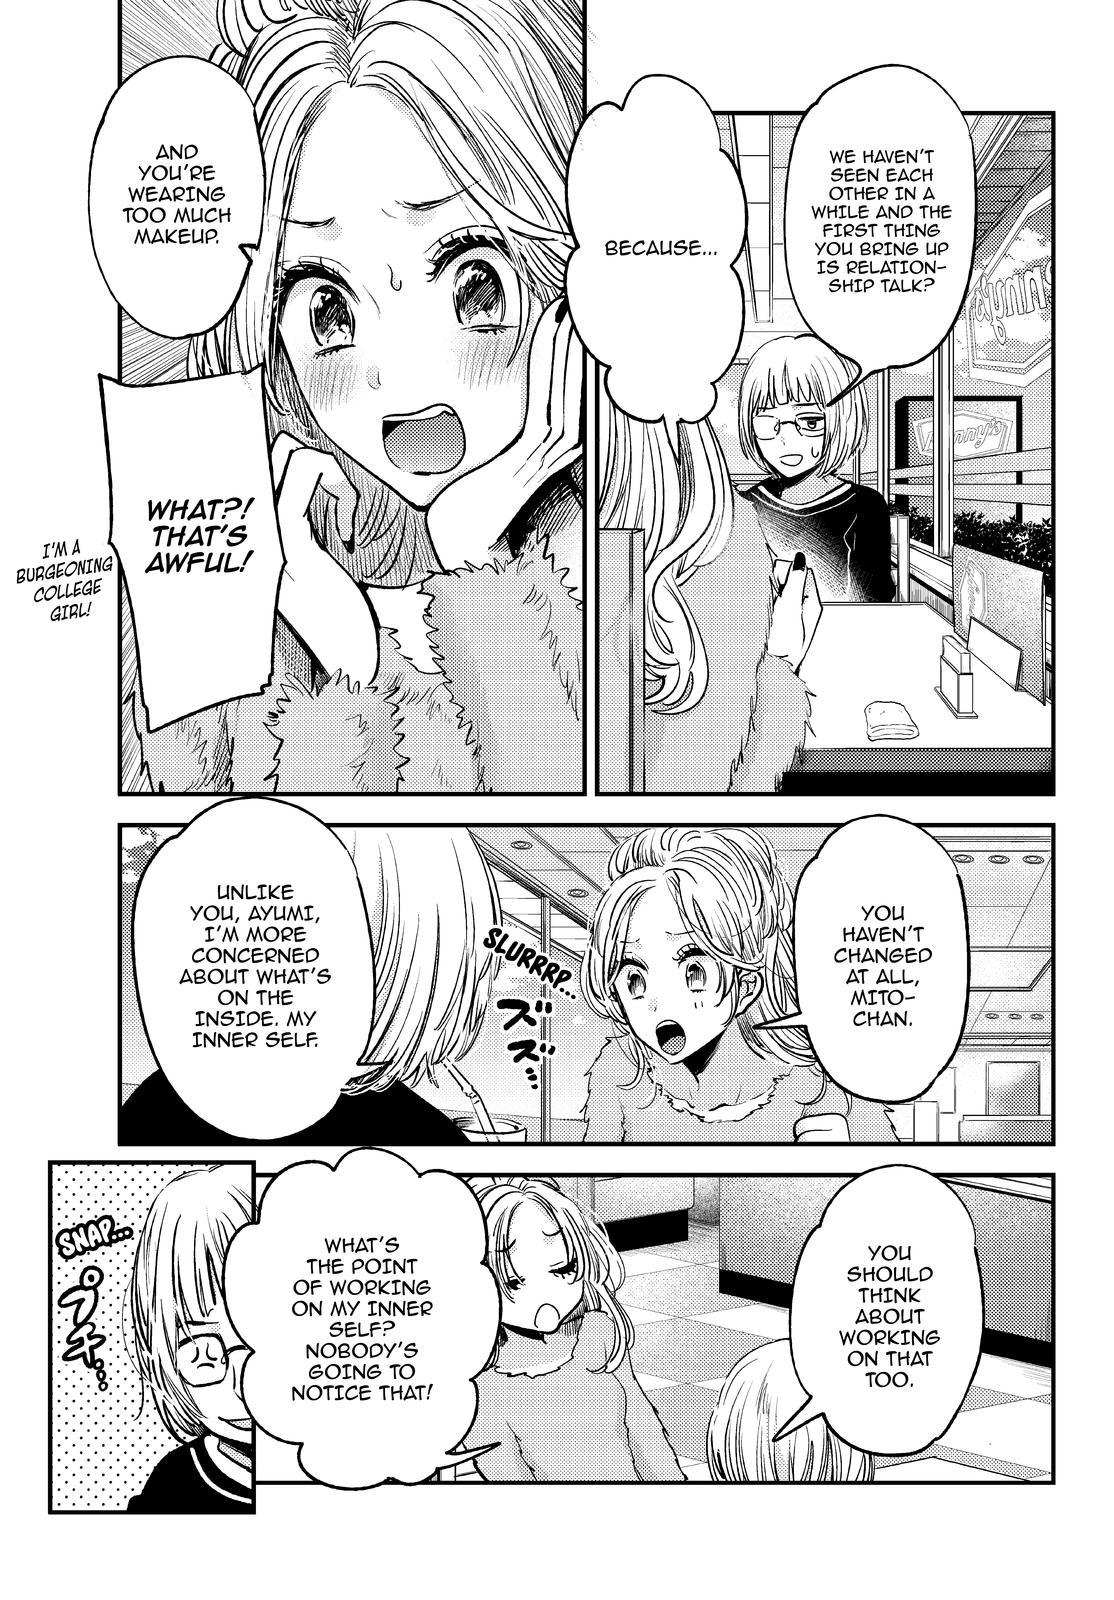 WE HAVEN'T
SEEN EACH
OTHER IN A
WHILE AND THE
FIRST THING
YOU BRING UP
IS RELATION-
SHIP TALK?
BECAUSE...
AND
YOU'RE
WEARING
TOO MUCH
MAKEUP.
WHAT?!
THAT'S
AWFUL!
I'M A
BURGEONING
COLLEGE
GIRL!
YOU
HAVEN'T
CHANGED
AT ALL,
MITO-
CHAN.
SLURRRP...
ズズ...
UNLIKE
YOU, AYUMI,
I'M MORE
CONCERNED
ABOUT WHAT'S
ON THE
INSIDE. MY
INNER SELF.
YOU
SHOULD
THINK
ABOUT
WORKING
ON THAT
TOO.
WHAT'S
THE POINT
OF WORKING
ON MY INNER
SELF?
NOBODY'S
GOING TO
NOTICE THAT!
SNAP...
プチ...